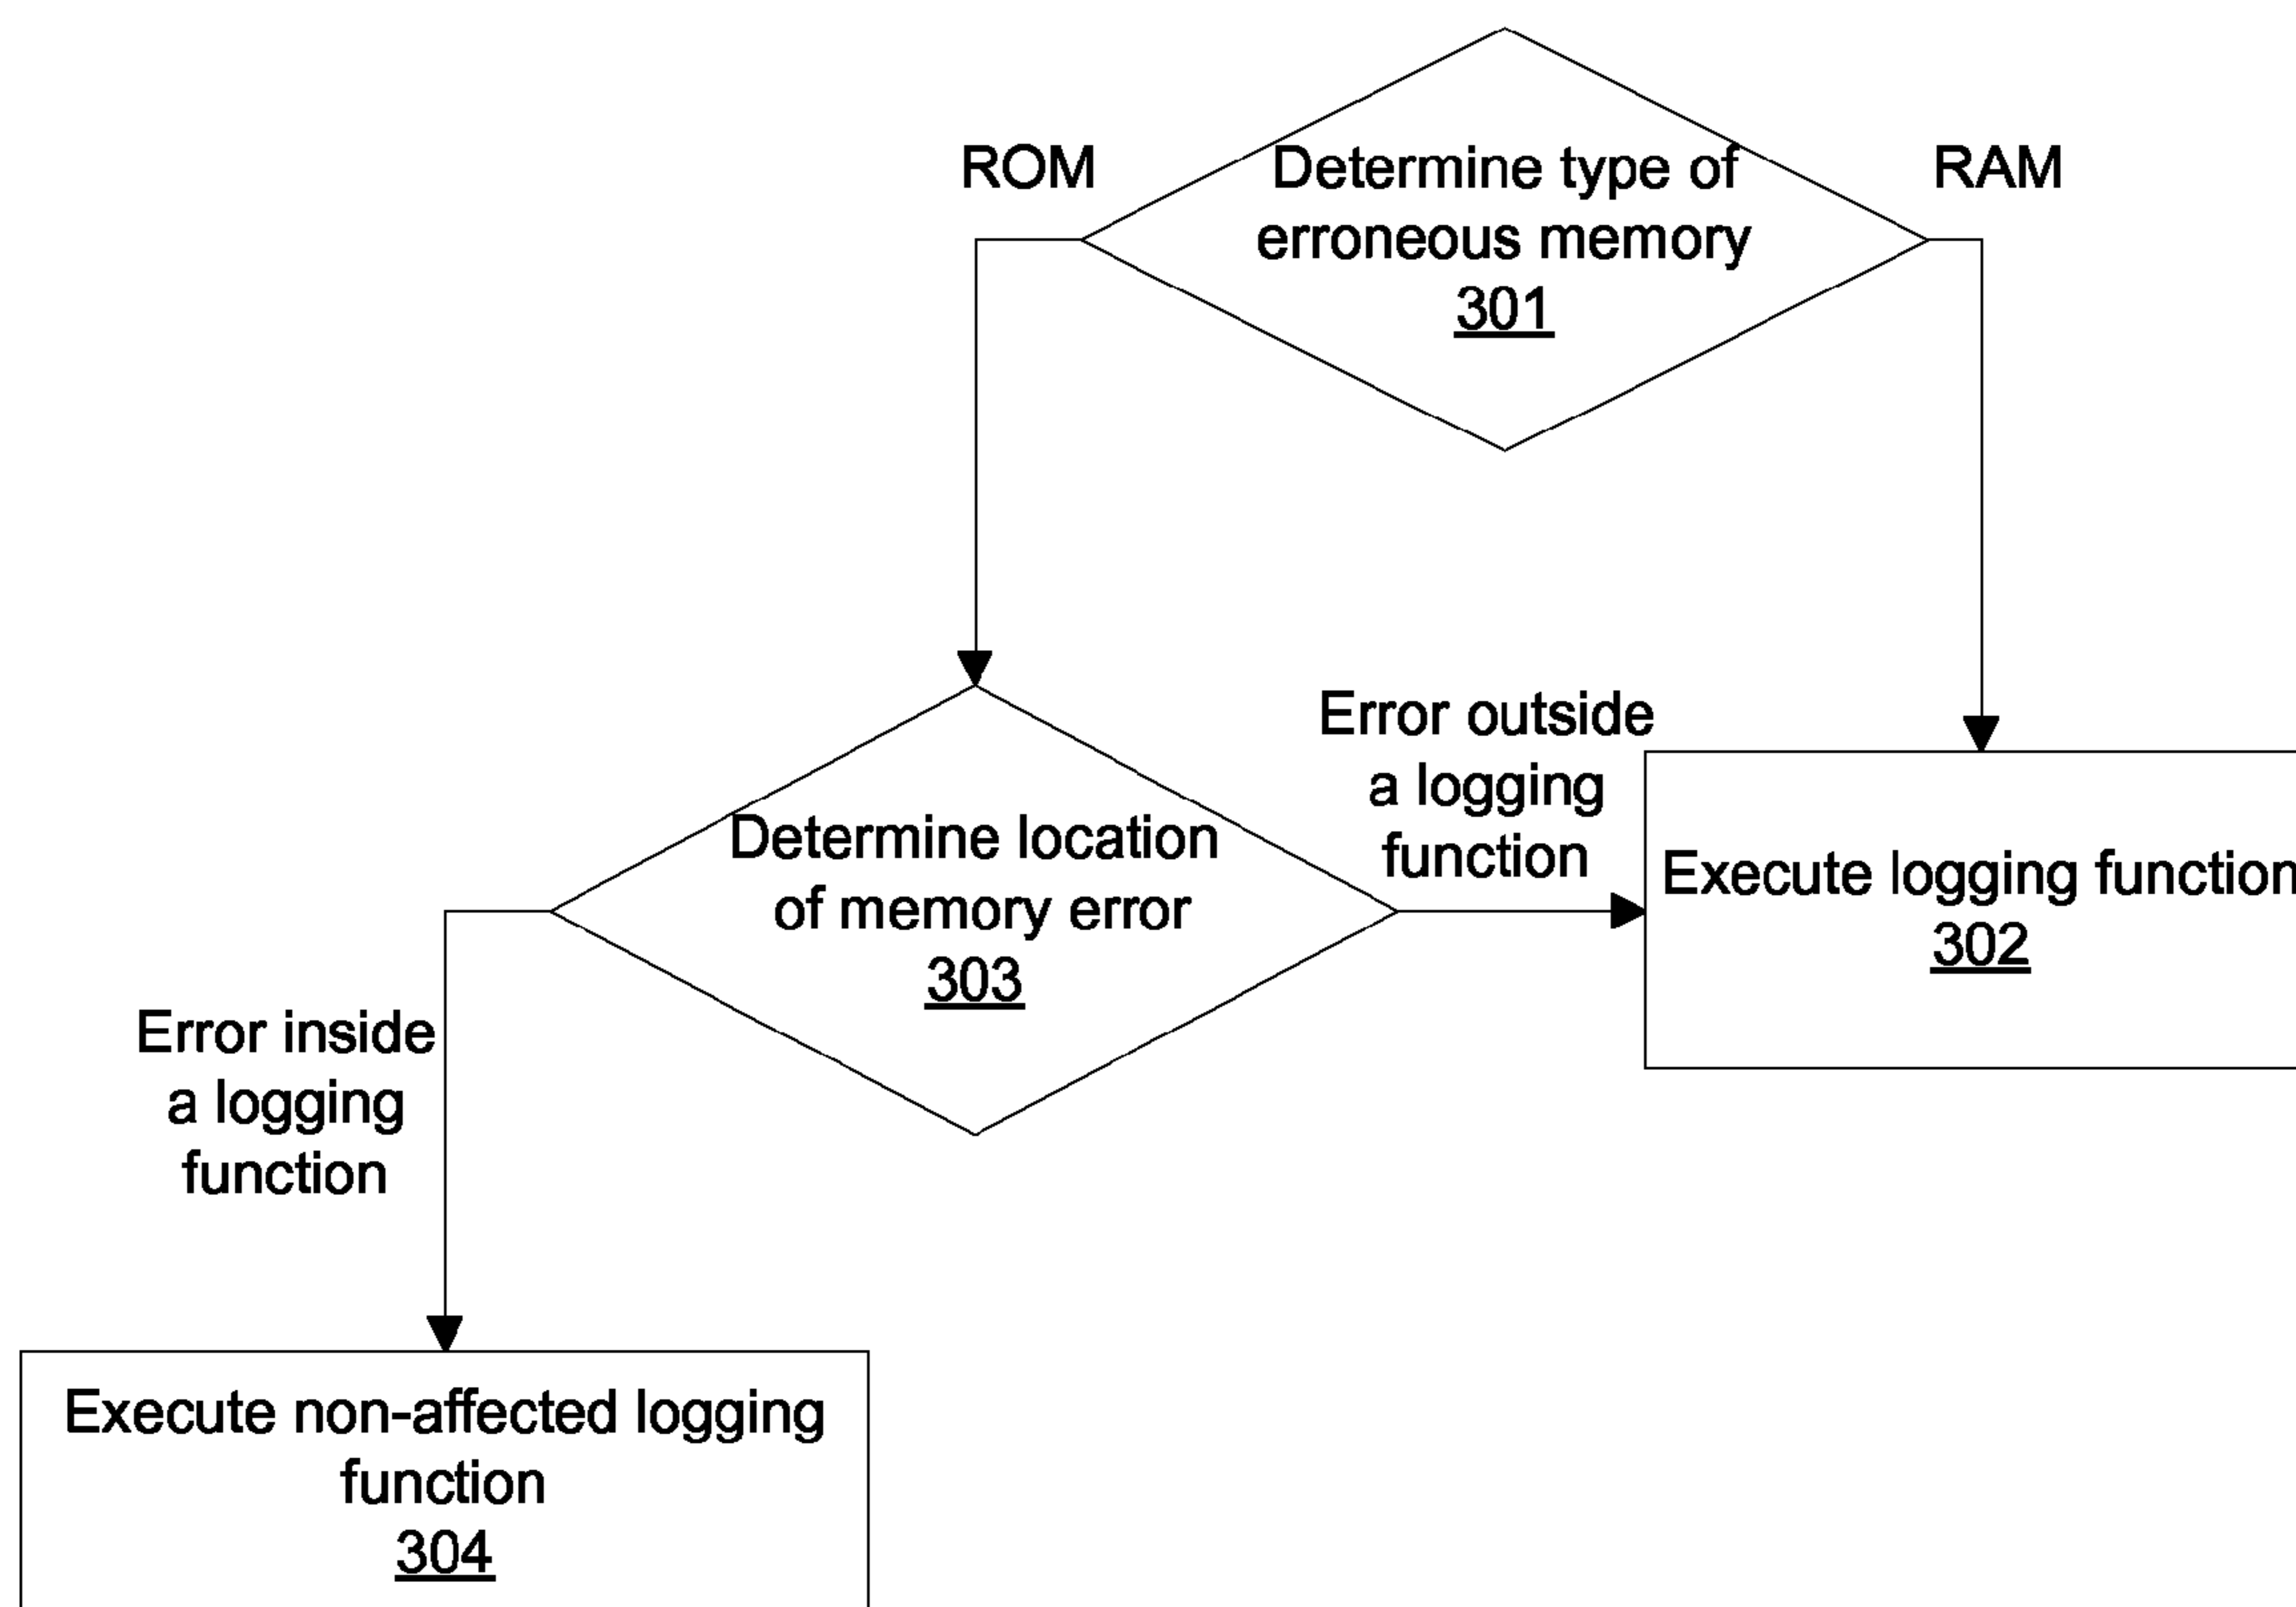 ROM
Determine type of
erroneous memory
301
RAM
Error outside
a logging
function
Determine location
of memory error
303
Execute logging function
302
Error inside
a logging
function
Execute non-affected logging
function
304